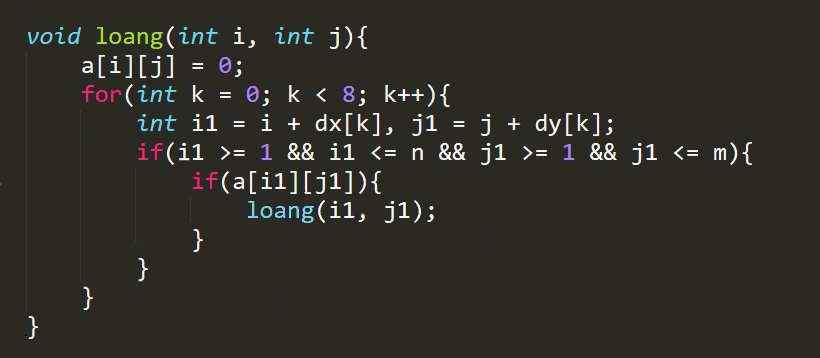 void loang(int i, int j){
    a[i][j] = 0;
    for(int k = 0; k < 8; k++){
        int i1 = i + dx[k], j1 = j + dy[k];
        if(i1 >= 1 && i1 <= n && j1 >= 1 && j1 <= m){
            if(a[i1][j1]){
                loang(i1, j1);
            }
        }
    }
}